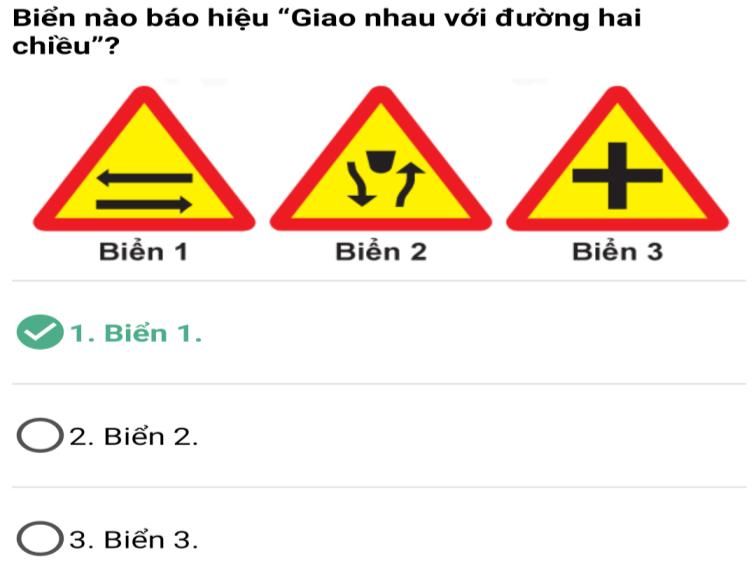 Biển nào báo hiệu “Giao nhau với đường hai
chiều”?
Biển 1
Biển 2
Biển 3
1. Biển 1.
2. Biển 2.
3. Biển 3.